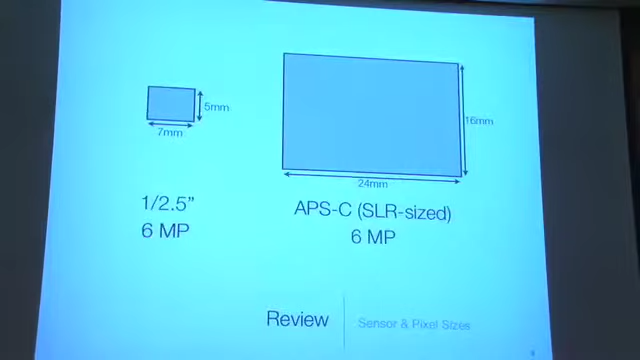 5mm
7mm
16mm
24mm
1/2.5”
6 MP
APS-C (SLR-sized)
6 MP
Review
Sensor & Pixel Sizes